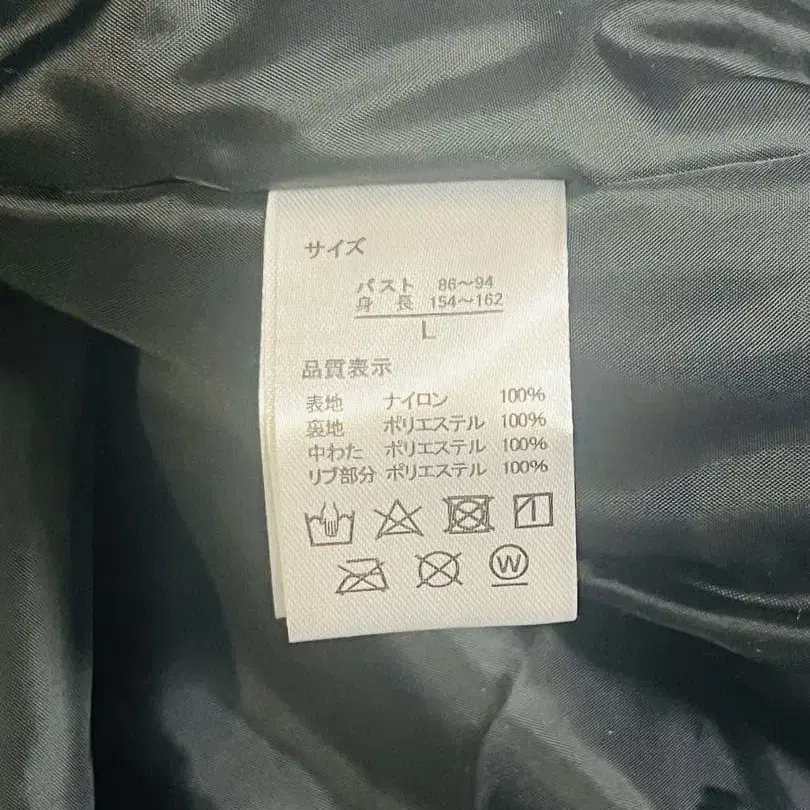 サイズ
バスト 86〜94
身長 154〜162
L
品質表示
表地 ナイロン 100%
裏地 ポリエステル 100%
中わた ポリエステル 100%
リブ部分 ポリエステル 100%
W